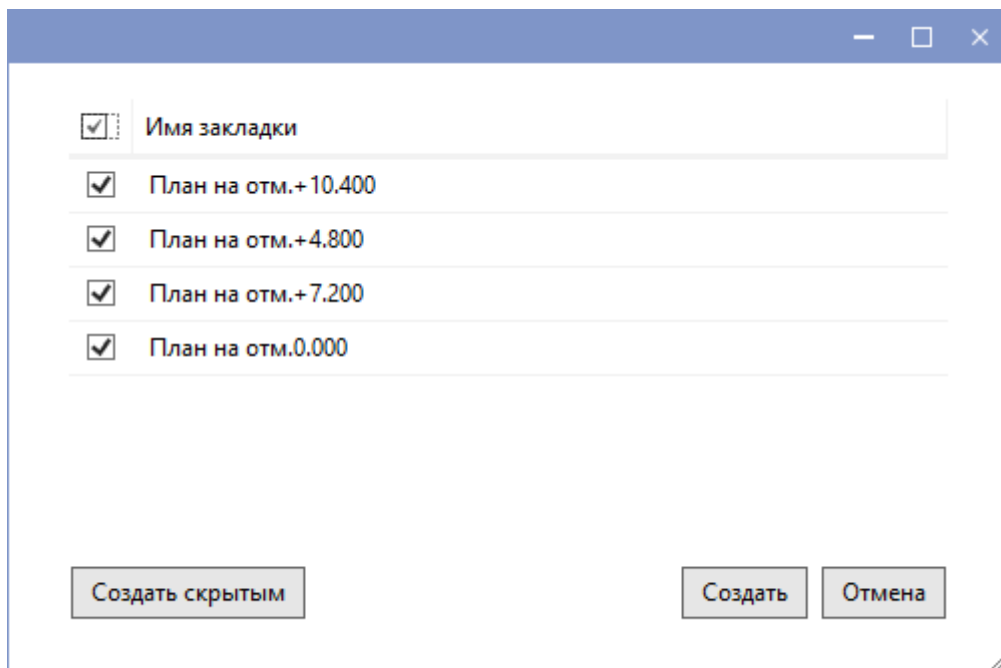 Имя закладки
План на отм.+10.400
План на отм.+4.800
План на отм.+7.200
План на отм.0.000
Создать скрытым
Создать
Отмена